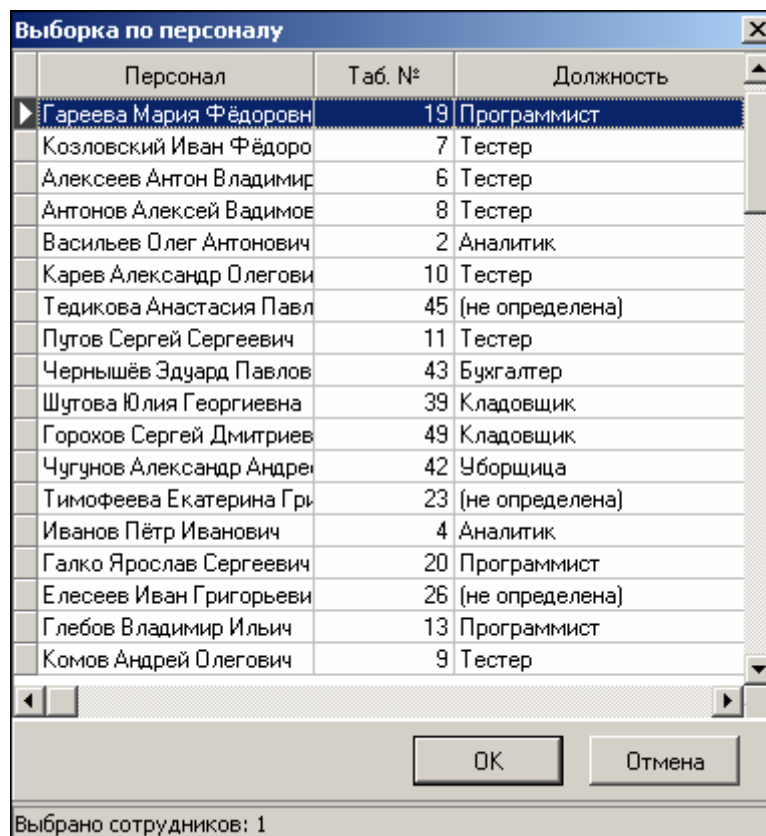 Выборка по персоналу
Персонал Таб. № Должность
Гареева Мария Фёдоровн 19 Программист
Козловский Иван Фёдоро 7 Тестер
Алексеев Антон Владимир 6 Тестер
Антонов Алексей Вадимов 8 Тестер
Васильев Олег Антонович 2 Аналитик
Карев Александр Олегови 10 Тестер
Тедикова Анастасия Павл 45 (не определена)
Путов Сергей Сергеевич 11 Тестер
Чернышёв Эдуард Павлов 43 Бухгалтер
Шутова Юлия Георгиевна 39 Кладовщик
Горохов Сергей Дмитриев 49 Кладовщик
Чугунов Александр Андре 42 Уборщица
Тимофеева Екатерина Гри 23 (не определена)
Иванов Пётр Иванович 4 Аналитик
Галко Ярослав Сергеевич 20 Программист
Елесеев Иван Григорьеви 26 (не определена)
Глебов Владимир Ильич 13 Программист
Комов Андрей Олегович 9 Тестер
OK Отмена
Выбрано сотрудников: 1